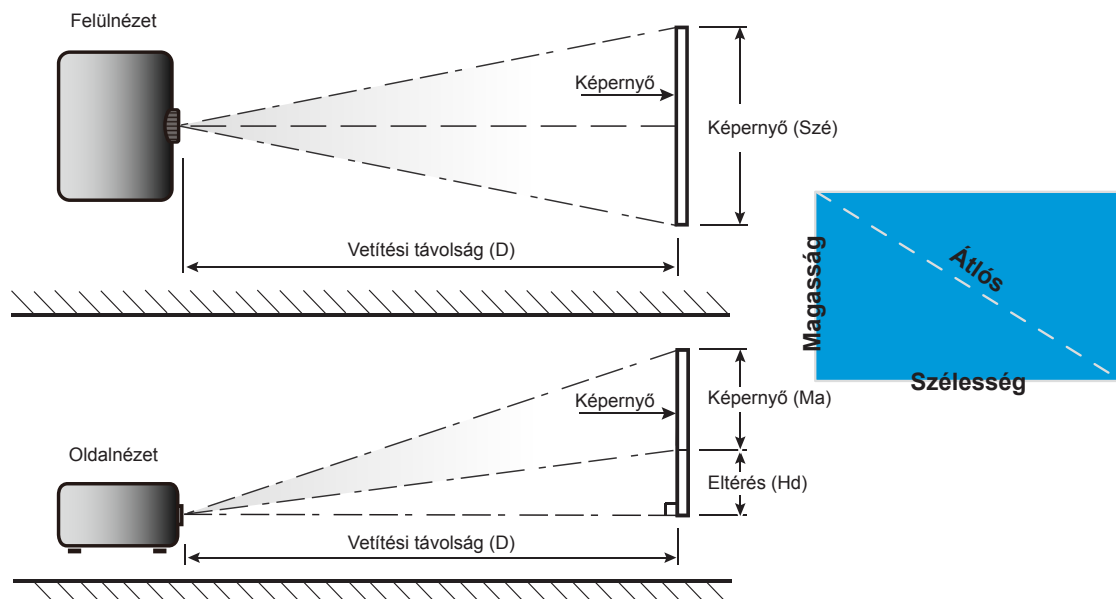 Felülnézet
Képernyő
Képernyő (Szé)
Vetítési távolság (D)
Magasság
Átlós
Szélesség
Képernyő
Képernyő (Ma)
Oldalnézet
Eltérés (Hd)
Vetítési távolság (D)